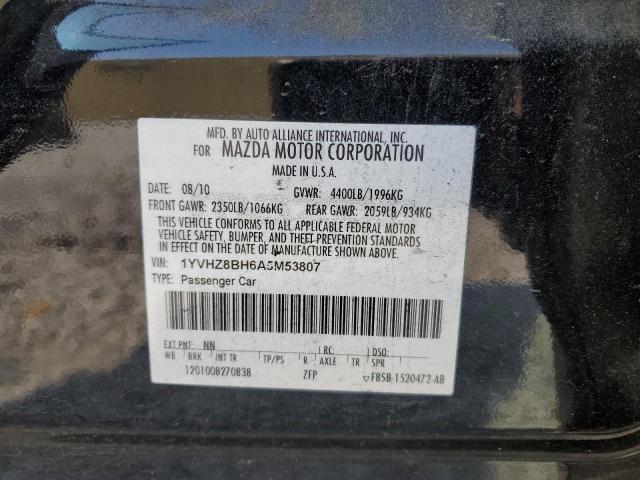 MFD. BY AUTO ALLIANCE INTERNATIONAL, INC.
FOR MAZDA MOTOR CORPORATION
MADE IN U.S.A.
DATE: 08/10 GVWR: 4400LB/1996KG
FRONT GAWR: 2350LB/1066KG REAR GAWR: 2059LB/934KG
THIS VEHICLE CONFORMS TO ALL APPLICABLE FEDERAL MOTOR
VEHICLE SAFETY, BUMPER, AND THEFT-PREVENTION STANDARDS
IN EFFECT ON THE DATE OF MANUFACTURE SHOWN ABOVE.
VIN: 1YVHZ8BH6A5M53807
TYPE: Passenger Car
EXT PNT: NN RC: DSO:
WB BRK INT TR TP/PS R AXLE TR SPR
1201008270838 ZFP F85B-1520472-AB